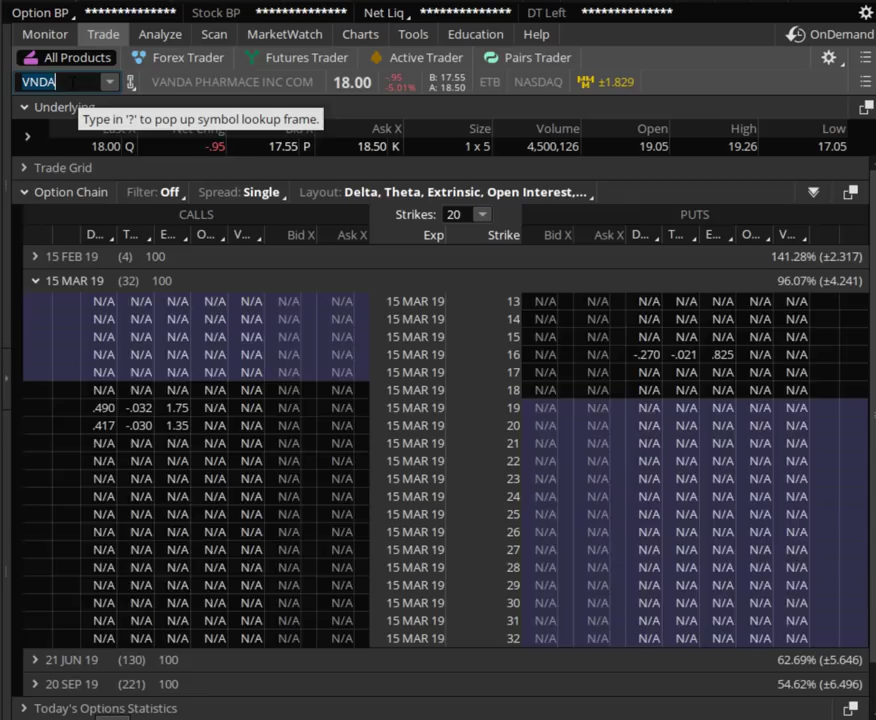 Option BP ************** Stock BP ************** Net Liq ************** DT Left **************
Monitor Trade Analyze Scan MarketWatch Charts Tools Education Help OnDemand
All Products Forex Trader Futures Trader Active Trader Pairs Trader
VNDA VANDA PHARMACE INC COM 18.00 -.95 -5.01% B: 17.55 A: 18.50 ETB NASDAQ ±1.829
Underlying
Type in '?' to pop up symbol lookup frame.
Ask X Size Volume Open High Low
18.00 Q -.95 17.55 P 18.50 K 1 x 5 4,500,126 19.05 19.26 17.05
Trade Grid
Option Chain Filter: Off Spread: Single Layout: Delta, Theta, Extrinsic, Open Interest,...
CALLS Strikes: 20 PUTS
D... T... E... O... V... Bid X Ask X Exp Strike Bid X Ask X D... T... E... O... V...
15 FEB 19 (4) 100 141.28% (±2.317)
15 MAR 19 (32) 100 96.07% (±4.241)
N/A N/A N/A N/A N/A N/A N/A 15 MAR 19 13 N/A N/A N/A N/A N/A N/A N/A
N/A N/A N/A N/A N/A N/A N/A 15 MAR 19 14 N/A N/A N/A N/A N/A N/A N/A
N/A N/A N/A N/A N/A N/A N/A 15 MAR 19 15 N/A N/A N/A N/A N/A N/A N/A
N/A N/A N/A N/A N/A N/A N/A 15 MAR 19 16 N/A N/A -.270 -.021 .825 N/A N/A
N/A N/A N/A N/A N/A N/A N/A 15 MAR 19 17 N/A N/A N/A N/A N/A N/A N/A
N/A N/A N/A N/A N/A N/A N/A 15 MAR 19 18 N/A N/A N/A N/A N/A N/A N/A
.490 -.032 1.75 N/A N/A N/A N/A 15 MAR 19 19 N/A N/A N/A N/A N/A N/A N/A
.417 -.030 1.35 N/A N/A N/A N/A 15 MAR 19 20 N/A N/A N/A N/A N/A N/A N/A
N/A N/A N/A N/A N/A N/A N/A 15 MAR 19 21 N/A N/A N/A N/A N/A N/A N/A
N/A N/A N/A N/A N/A N/A N/A 15 MAR 19 22 N/A N/A N/A N/A N/A N/A N/A
N/A N/A N/A N/A N/A N/A N/A 15 MAR 19 23 N/A N/A N/A N/A N/A N/A N/A
N/A N/A N/A N/A N/A N/A N/A 15 MAR 19 24 N/A N/A N/A N/A N/A N/A N/A
N/A N/A N/A N/A N/A N/A N/A 15 MAR 19 25 N/A N/A N/A N/A N/A N/A N/A
N/A N/A N/A N/A N/A N/A N/A 15 MAR 19 26 N/A N/A N/A N/A N/A N/A N/A
N/A N/A N/A N/A N/A N/A N/A 15 MAR 19 27 N/A N/A N/A N/A N/A N/A N/A
N/A N/A N/A N/A N/A N/A N/A 15 MAR 19 28 N/A N/A N/A N/A N/A N/A N/A
N/A N/A N/A N/A N/A N/A N/A 15 MAR 19 29 N/A N/A N/A N/A N/A N/A N/A
N/A N/A N/A N/A N/A N/A N/A 15 MAR 19 30 N/A N/A N/A N/A N/A N/A N/A
N/A N/A N/A N/A N/A N/A N/A 15 MAR 19 31 N/A N/A N/A N/A N/A N/A N/A
N/A N/A N/A N/A N/A N/A N/A 15 MAR 19 32 N/A N/A N/A N/A N/A N/A N/A
21 JUN 19 (130) 100 62.69% (±5.646)
20 SEP 19 (221) 100 54.62% (±6.496)
Today's Options Statistics